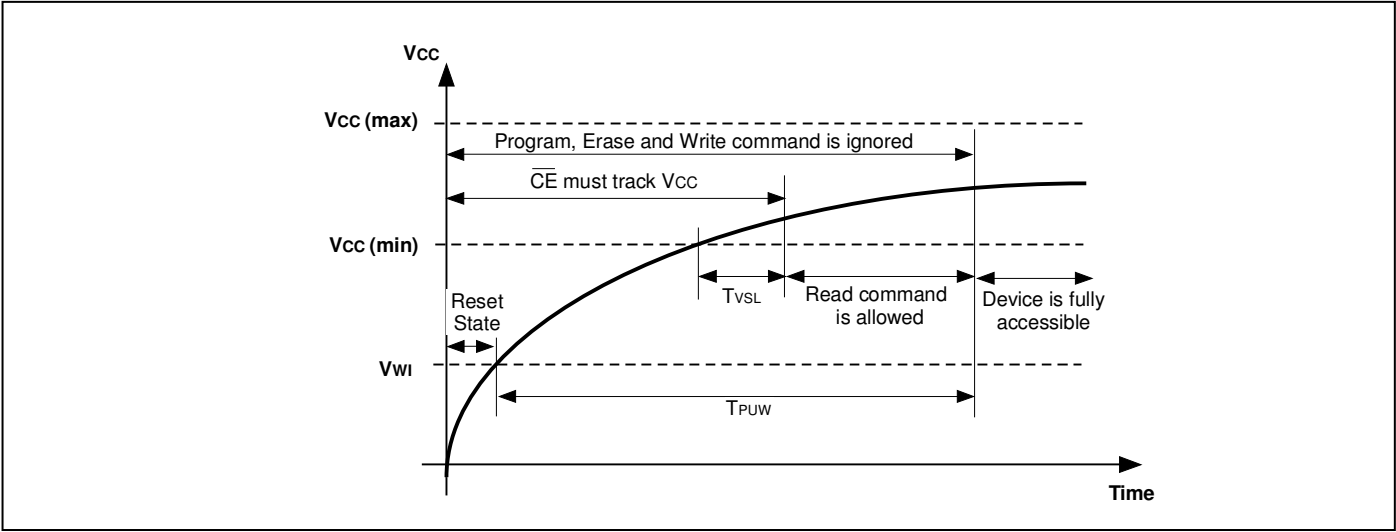 Vcc
Vcc (max)
Program, Erase and Write command is ignored
CE must track Vcc
Vcc (min)
Reset
State
TVSL
Read command
is allowed
Device is fully
accessible
VWI
TPUW
Time